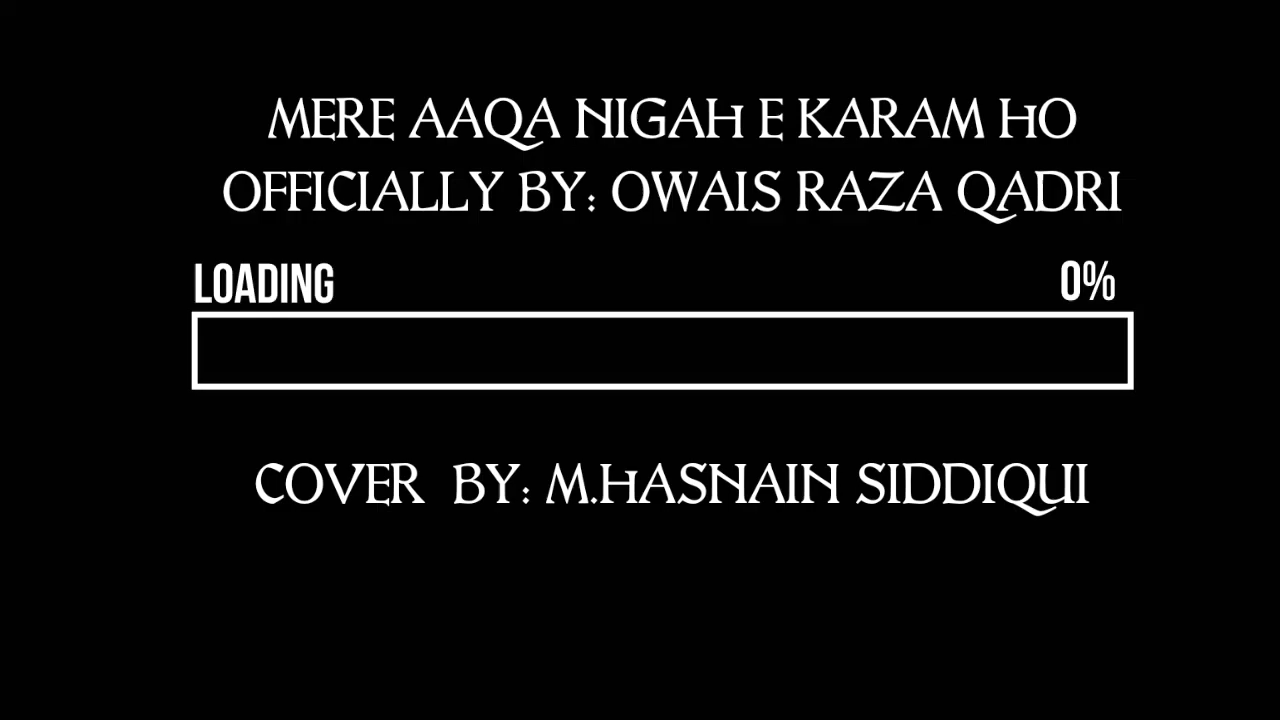 MERE AAQA NIGAH E KARAM HO
OFFICIALLY BY: OWAIS RAZA QADRI
LOADING 0%
COVER BY: M.HASNAIN SIDDIQUI